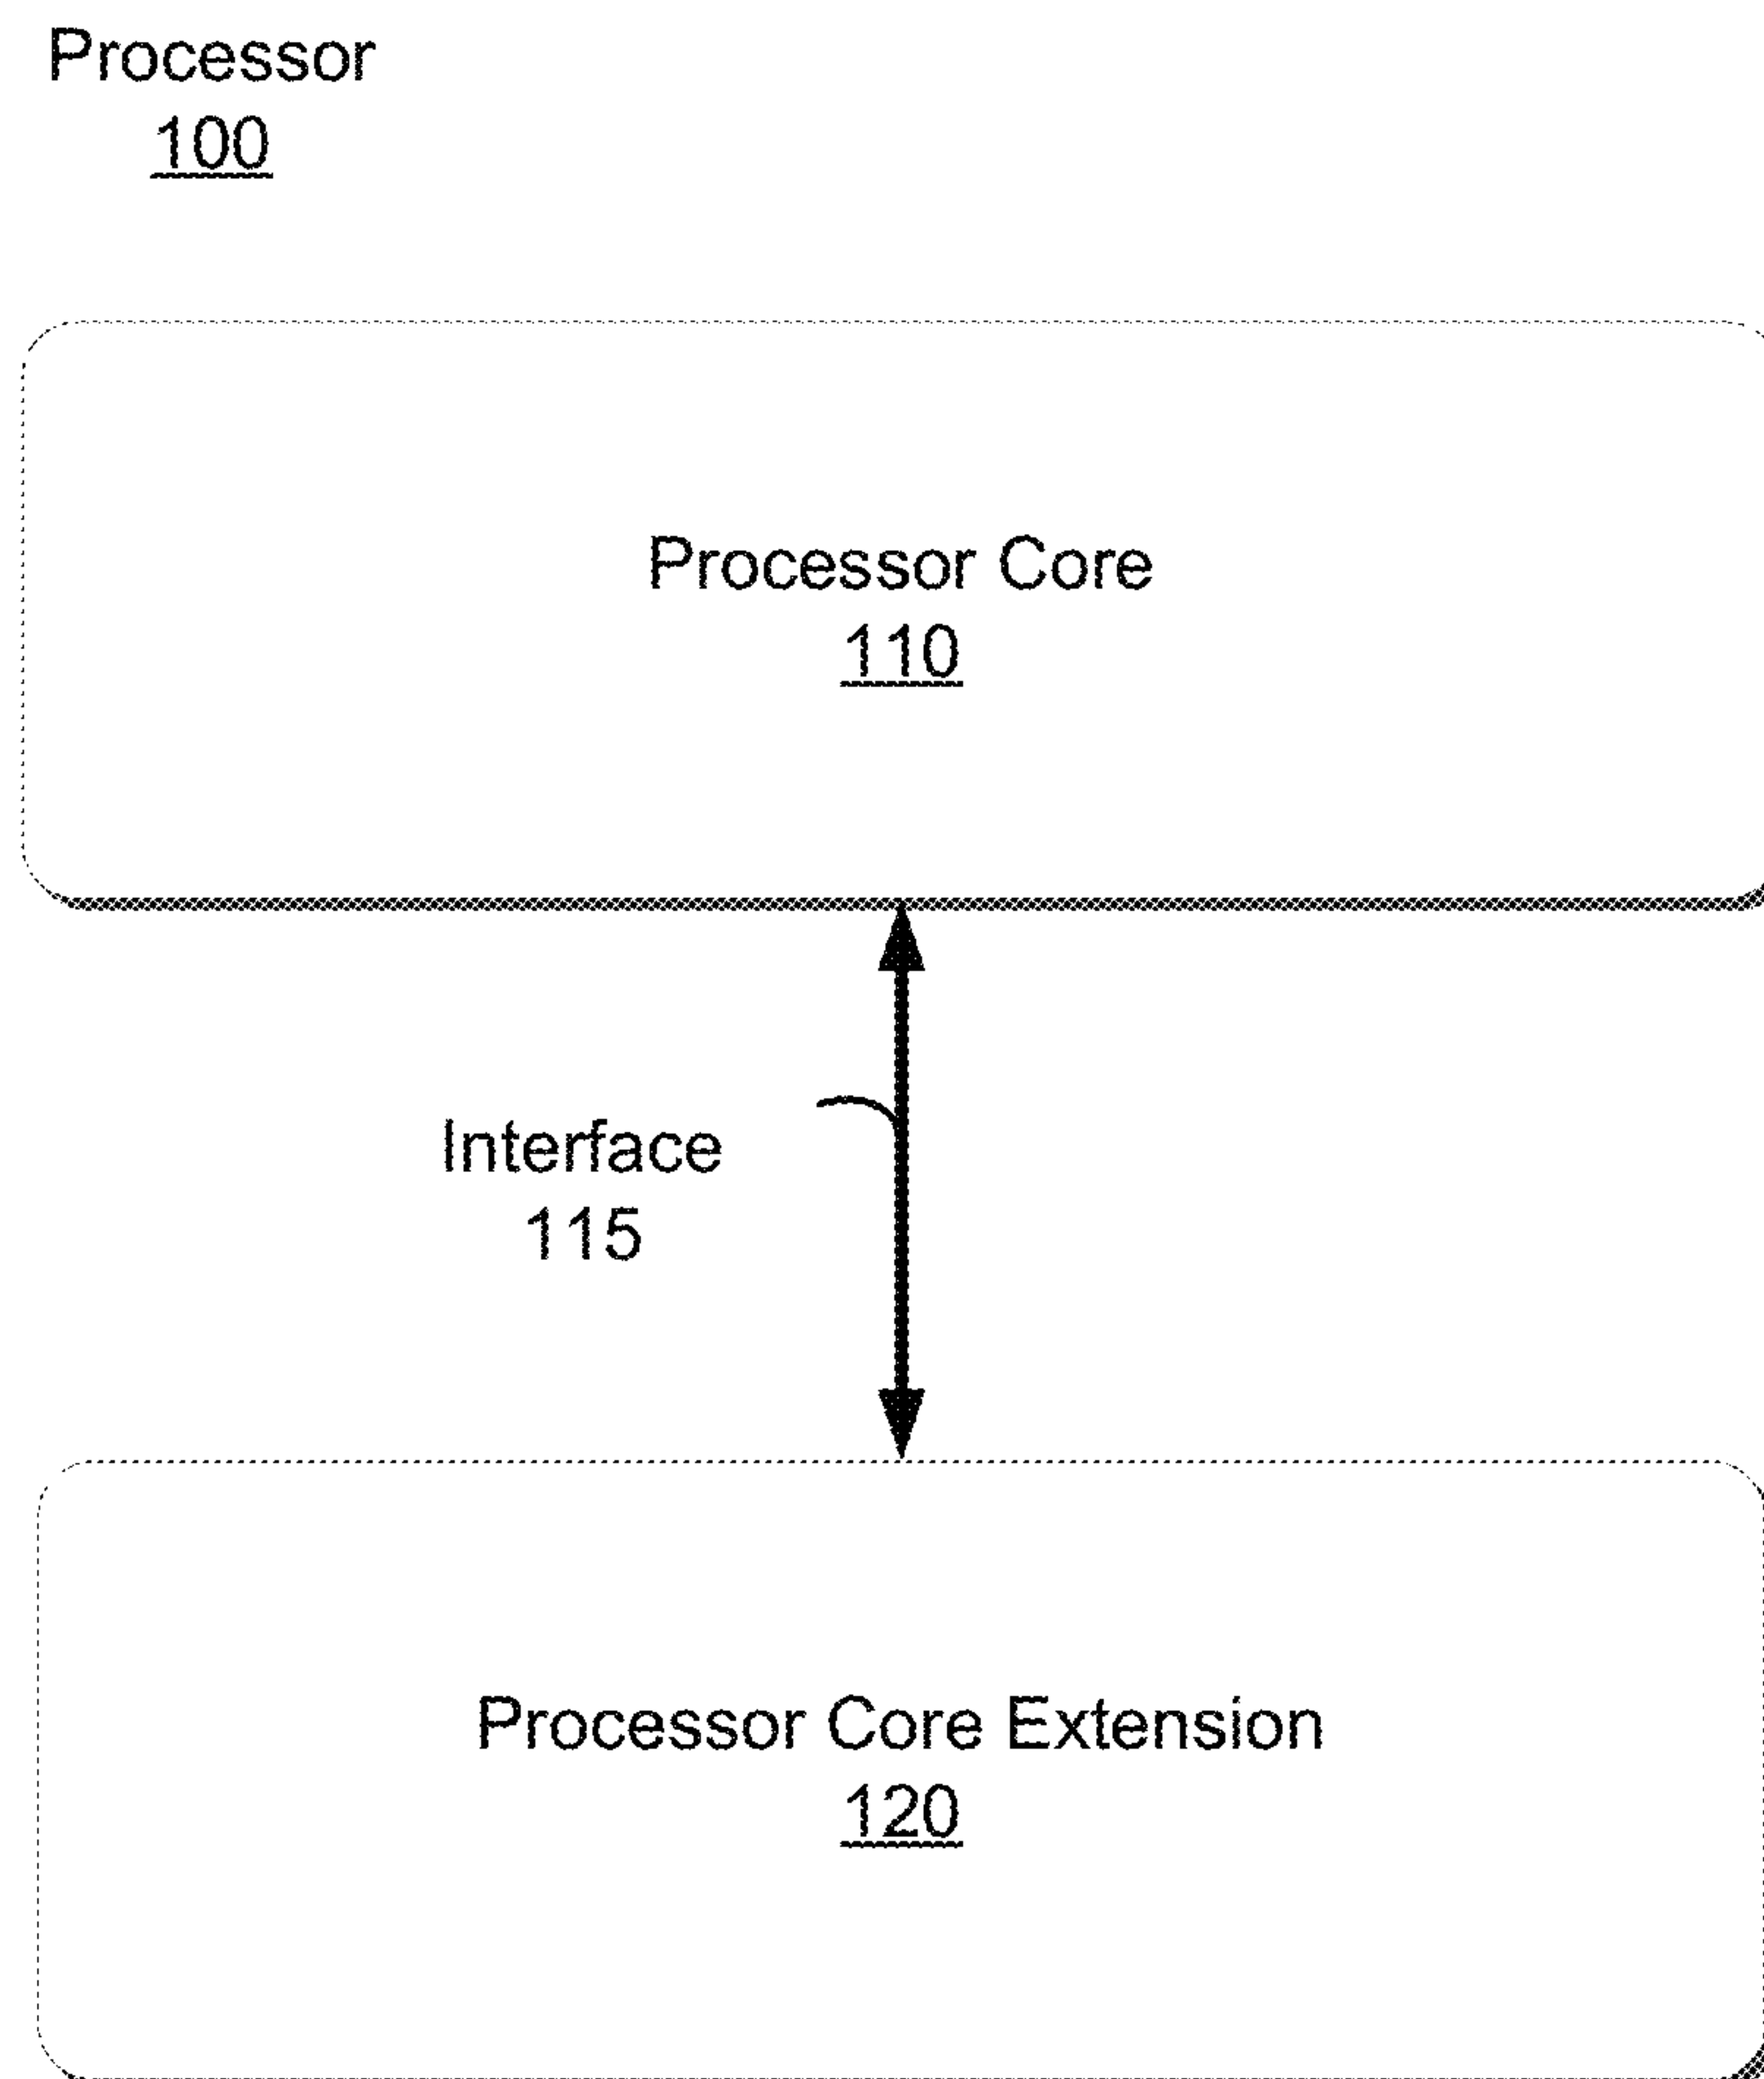 Processor
100
Processor Core
110
Interface
115
Processor Core Extension
120